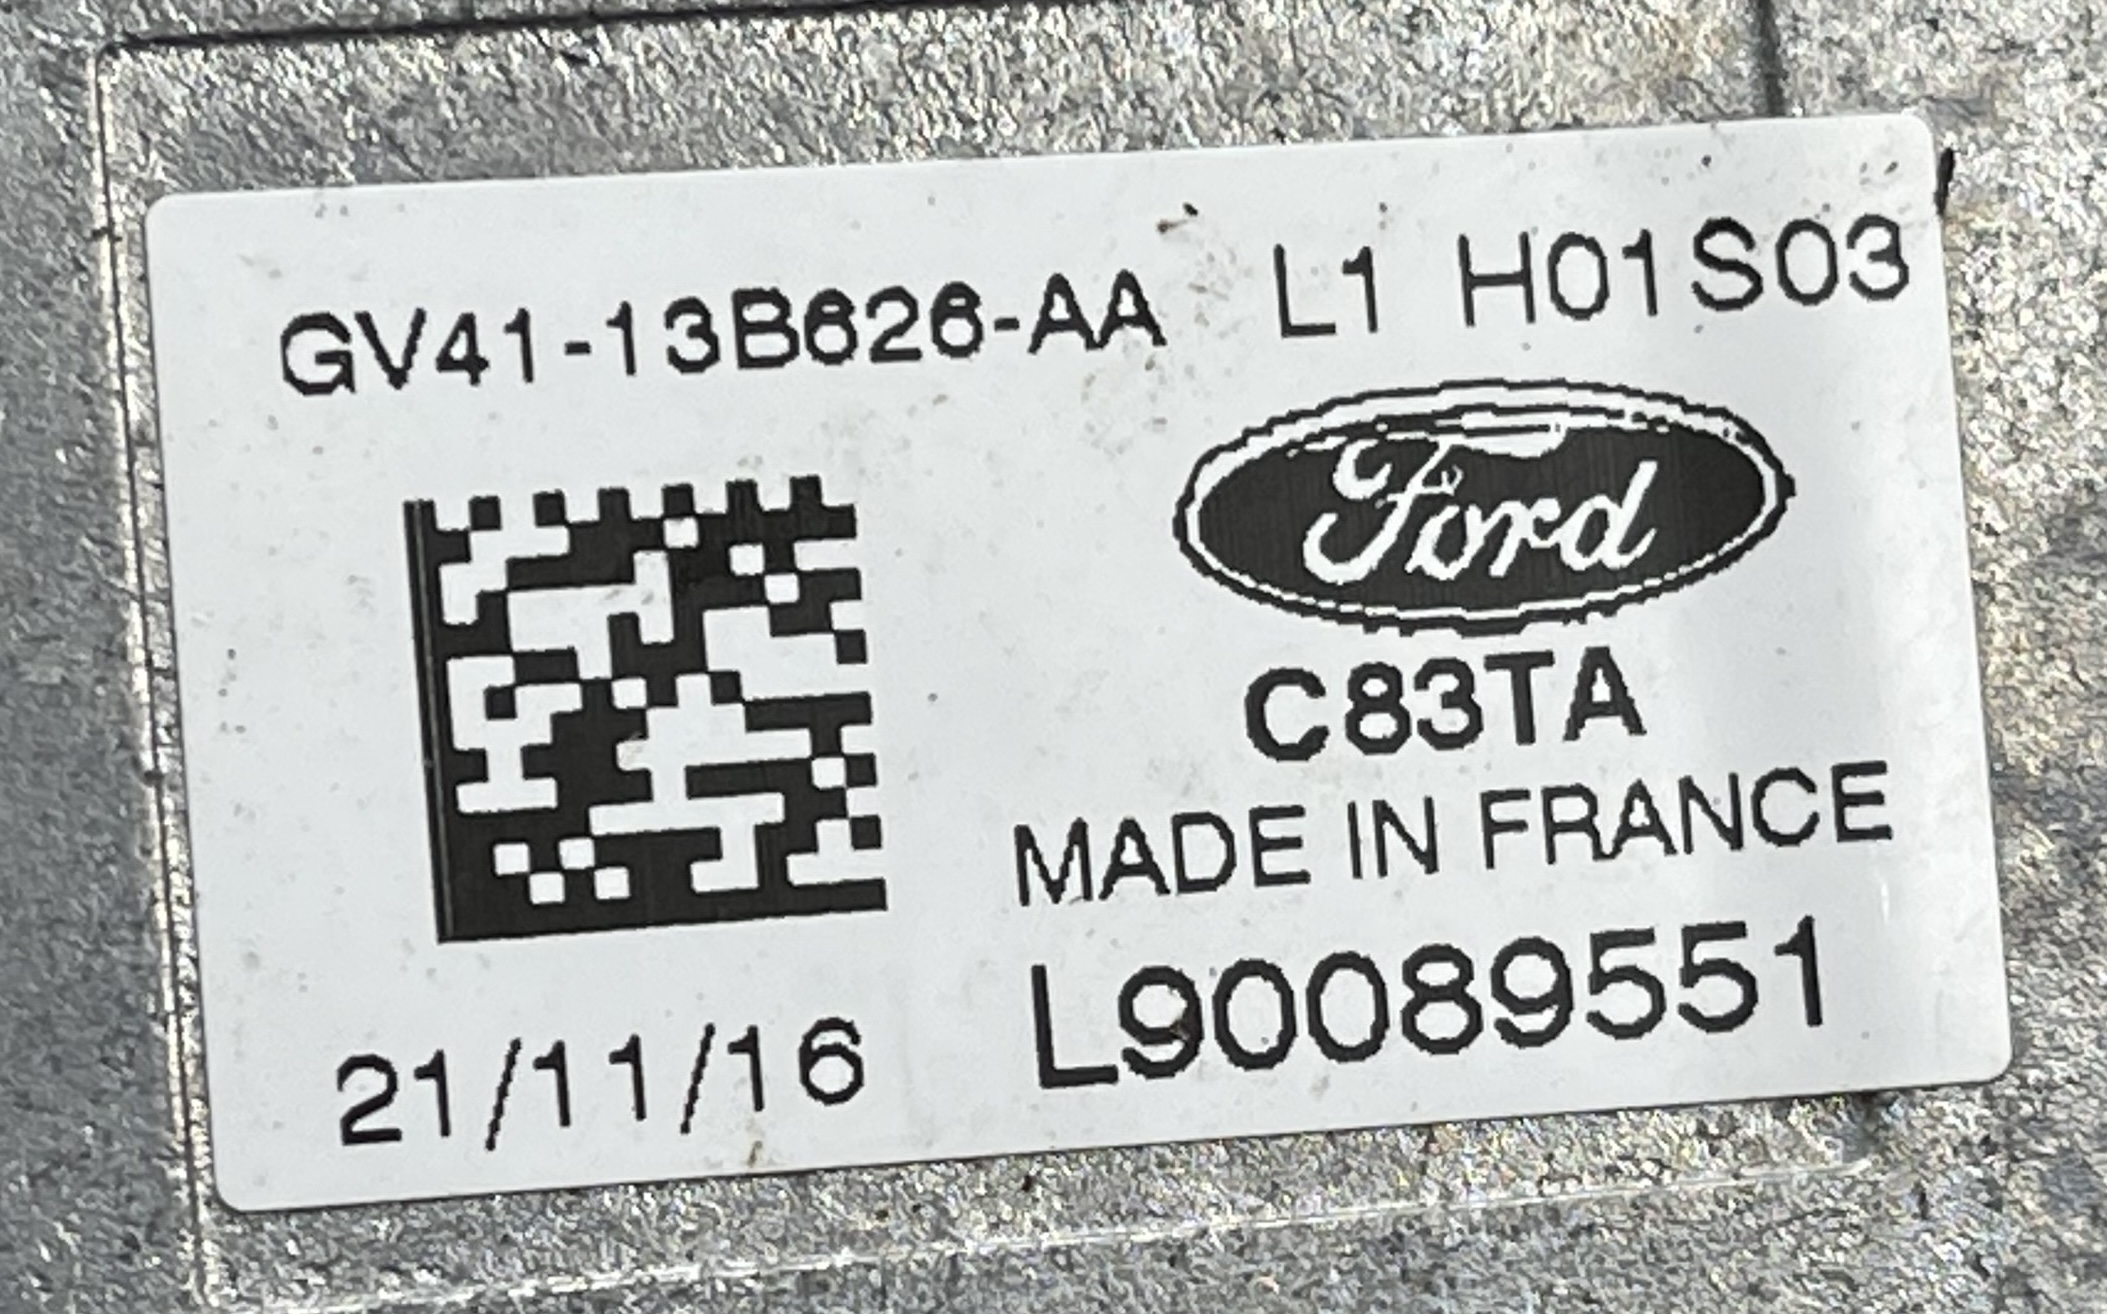 GV41-13B626-AA L1 H01S03
Ford
C83TA
MADE IN FRANCE
L90089551
21/11/16